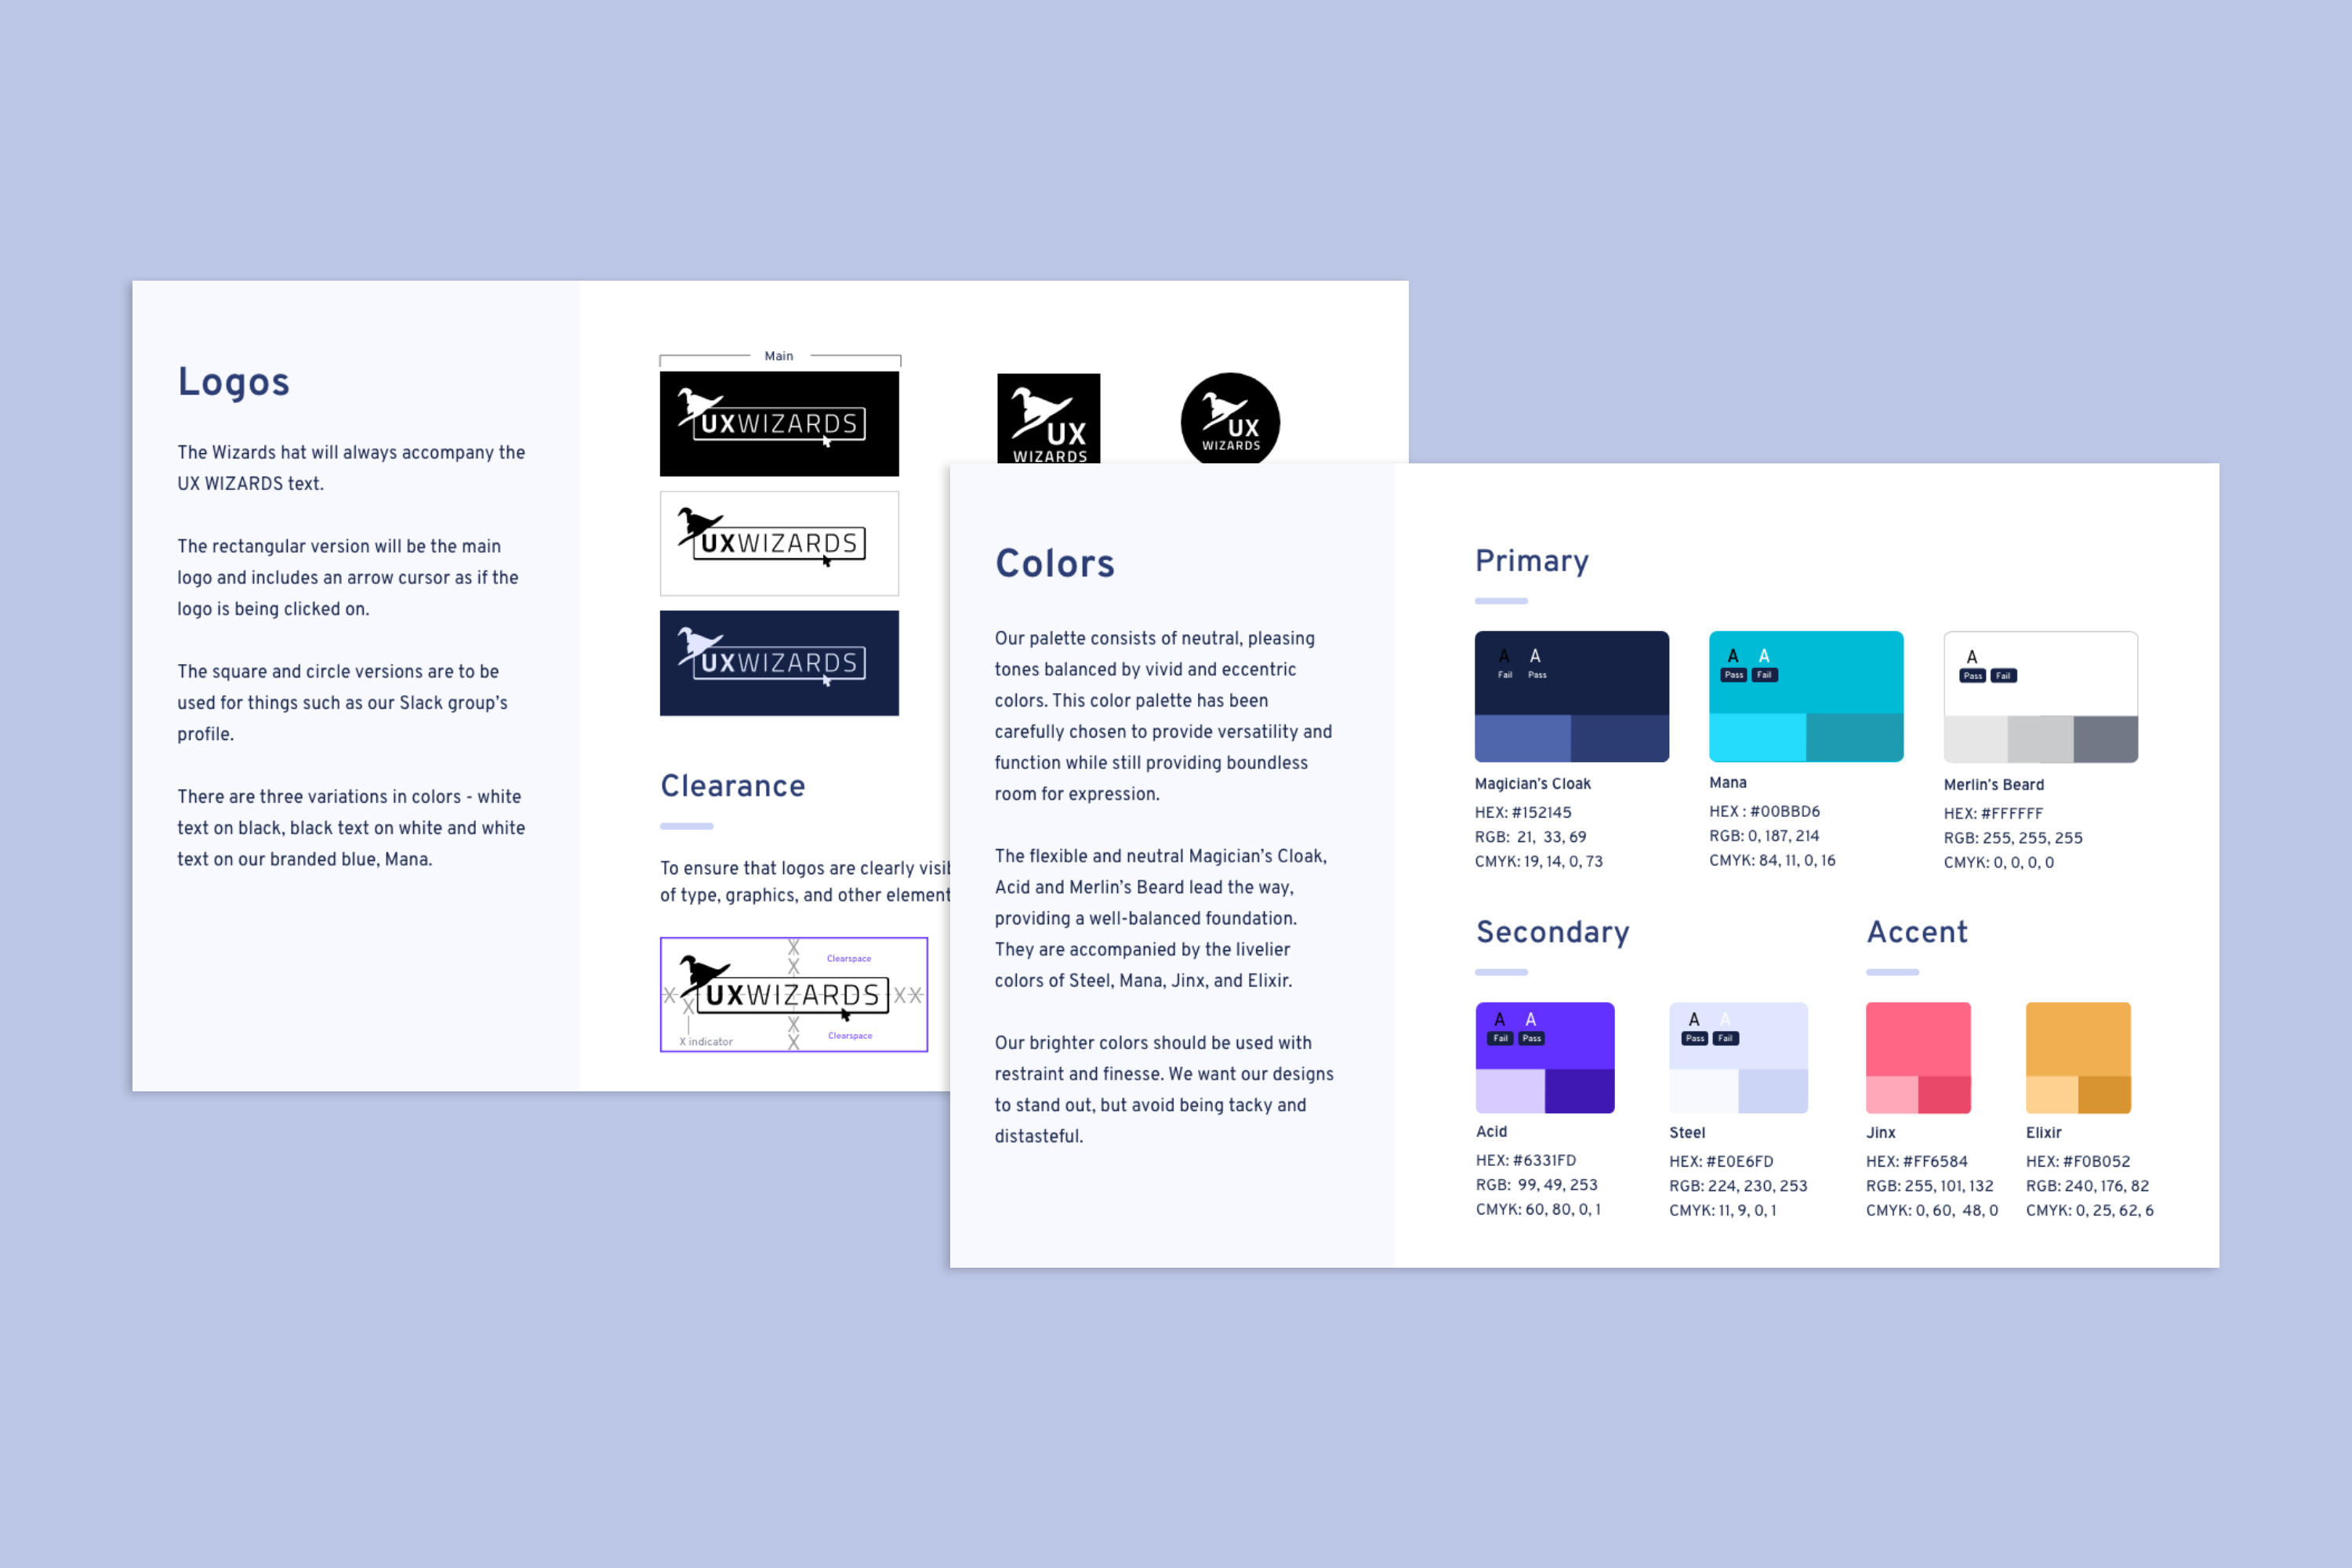 Logos
The Wizards hat will always accompany the
UX WIZARDS text.
The rectangular version will be the main
logo and includes an arrow cursor as if the
logo is being clicked on.
The square and circle versions are to be
used for things such as our Slack group's
profile.
There are three variations in colors - white
text on black, black text on white and white
text on our branded blue, Mana.
Main
UXWIZARDS
UX
WIZARDS
UX
WIZARDS
UXWIZARDS
UXWIZARDS
Clearance
To ensure that logos are clearly
of type, graphics, and other
X
X
Clearspace
X
UXWIZARDS
X X
X
X
X
Clearspace
X indicator
Colors
Our palette consists of neutral, pleasing
tones balanced by vivid and eccentric
colors. This color palette has been
carefully chosen to provide versatility and
function while still providing boundless
room for expression.
The flexible and neutral Magician's Cloak,
Acid and Merlin's Beard lead the way,
providing a well-balanced foundation.
They are accompanied by the livelier
colors of Steel, Mana, Jinx, and Elixir.
Our brighter colors should be used with
restraint and finesse. We want our designs
to stand out, but avoid being tacky and
distasteful.
Primary
A A
Fail Pass
Magician's Cloak
HEX: #152145
RGB: 21, 33, 69
CMYK: 19, 14, 0, 73
A A
Pass Fail
Mana
HEX : #00BBD6
RGB: 0, 187, 214
CMYK: 84, 11, 0, 16
A
Pass Fail
Merlin's Beard
HEX: #FFFFFF
RGB: 255, 255, 255
CMYK: 0, 0, 0, 0
Secondary
A A
Fail Pass
Acid
HEX: #6331FD
RGB: 99, 49, 253
CMYK: 60, 80, 0, 1
A A
Pass Fail
Steel
HEX: #E0E6FD
RGB: 224, 230, 253
CMYK: 11, 9, 0, 1
Accent
Jinx
HEX: #FF6584
RGB: 255, 101, 132
CMYK: 0, 60, 48, 0
Elixir
HEX: #F0B052
RGB: 240, 176, 82
CMYK: 0, 25, 62, 6